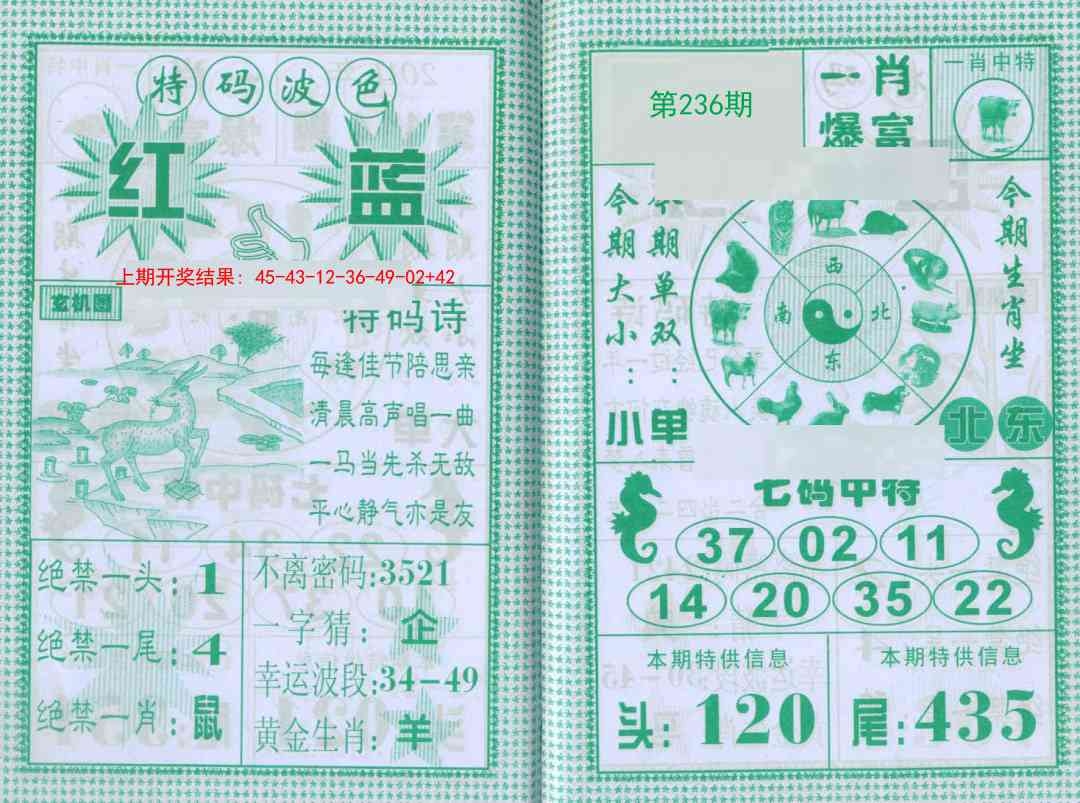 特码波色
红 蓝
上期开奖结果：45-43-12-36-49-02+42
玄机图
特码诗
每逢佳节陪思亲
清晨高声唱一曲
一马当先杀无敌
平心静气亦是友
绝禁一头：1
绝禁一尾：4
绝禁一肖：鼠
不离密码：3521
一字猜：企
幸运波段：34-49
黄金生肖：羊
第236期
一肖
爆富
一肖中特
今期大小：小
今期单双：单
西
南 北
东
今期生肖坐
北东
七码中特
37 02 11
14 20 35 22
本期特供信息
头：120
本期特供信息
尾：435